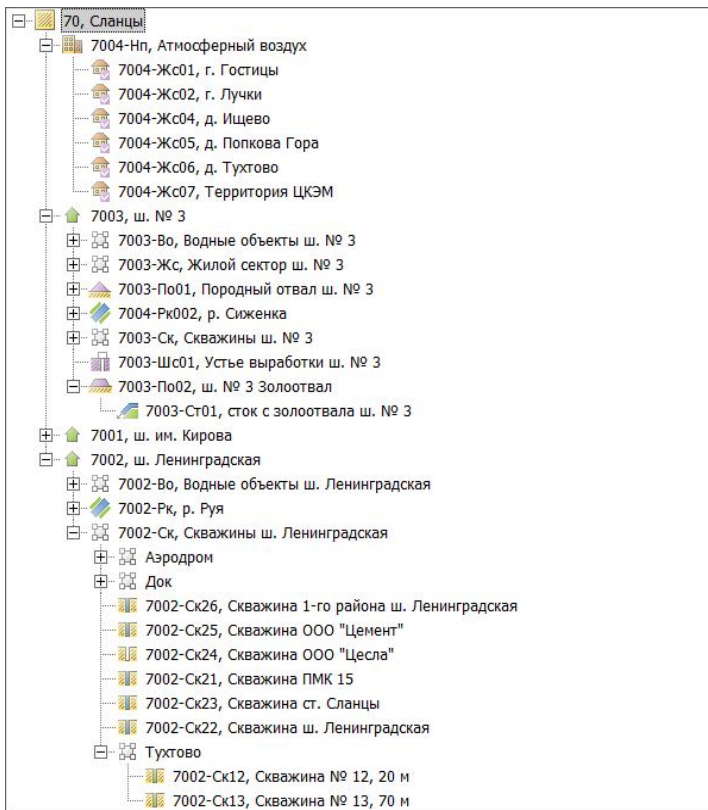 70, Сланцы
7004-Нп, Атмосферный воздух
7004-Жс01, г. Гостицы
7004-Жс02, г. Лучки
7004-Жс04, д. Ищево
7004-Жс05, д. Попкова Гора
7004-Жс06, д. Тухтово
7004-Жс07, Территория ЦКЭМ
7003, ш. № 3
7003-Во, Водные объекты ш. № 3
7003-Жс, Жилой сектор ш. № 3
7003-По01, Породный отвал ш. № 3
7004-Рк002, р. Сиженка
7003-Ск, Скважины ш. № 3
7003-Шс01, Устье выработки ш. № 3
7003-По02, ш. № 3 Золоотвал
7003-Ст01, сток с золоотвала ш. № 3
7001, ш. им. Кирова
7002, ш. Ленинградская
7002-Во, Водные объекты ш. Ленинградская
7002-Рк, р. Руя
7002-Ск, Скважины ш. Ленинградская
Аэродром
Док
7002-Ск26, Скважина 1-го района ш. Ленинградская
7002-Ск25, Скважина ООО "Цемент"
7002-Ск24, Скважина ООО "Цесла"
7002-Ск21, Скважина ПМК 15
7002-Ск23, Скважина ст. Сланцы
7002-Ск22, Скважина ш. Ленинградская
Тухтово
7002-Ск12, Скважина № 12, 20 м
7002-Ск13, Скважина № 13, 70 м